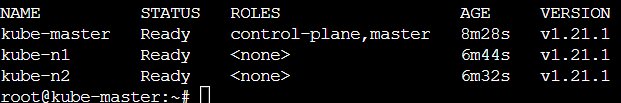 NAME STATUS ROLES AGE VERSION
kube-master Ready control-plane,master 8m28s v1.21.1
kube-n1 Ready <none> 6m44s v1.21.1
kube-n2 Ready <none> 6m32s v1.21.1
root@kube-master:~#